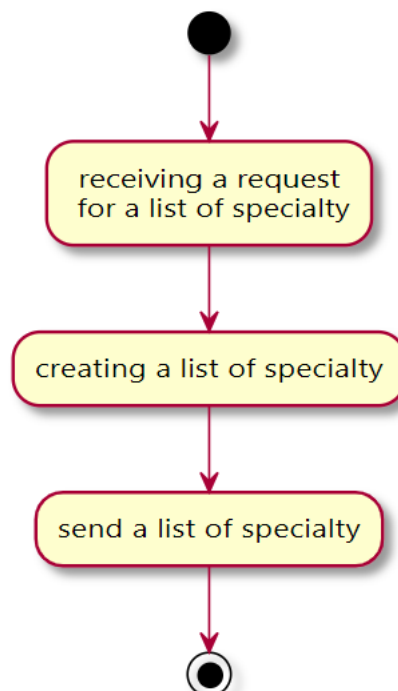 receiving a request
for a list of specialty
creating a list of specialty
send a list of specialty